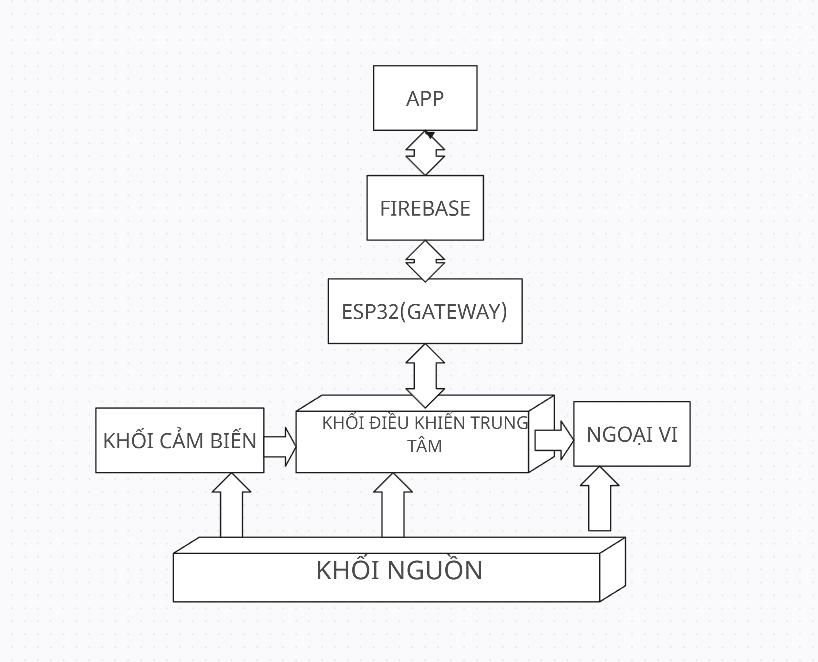 APP
FIREBASE
ESP32(GATEWAY)
KHỐI CẢM BIẾN
KHỐI ĐIỀU KHIỂN TRUNG
TÂM
NGOẠI VI
KHỐI NGUỒN